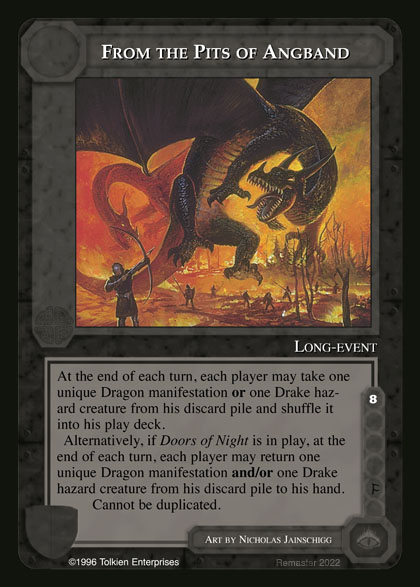 From the Pits of Angband
Long-event
At the end of each turn, each player may take one
unique Dragon manifestation or one Drake haz-
ard creature from his discard pile and shuffle it
into his play deck.
Alternatively, if Doors of Night is in play, at the
end of each turn, each player may return one
unique Dragon manifestation and/or one Drake
hazard creature from his discard pile to his hand.
Cannot be duplicated.
8
F
Art by Nicholas Jainschigg
©1996 Tolkien Enterprises
Remaster 2022